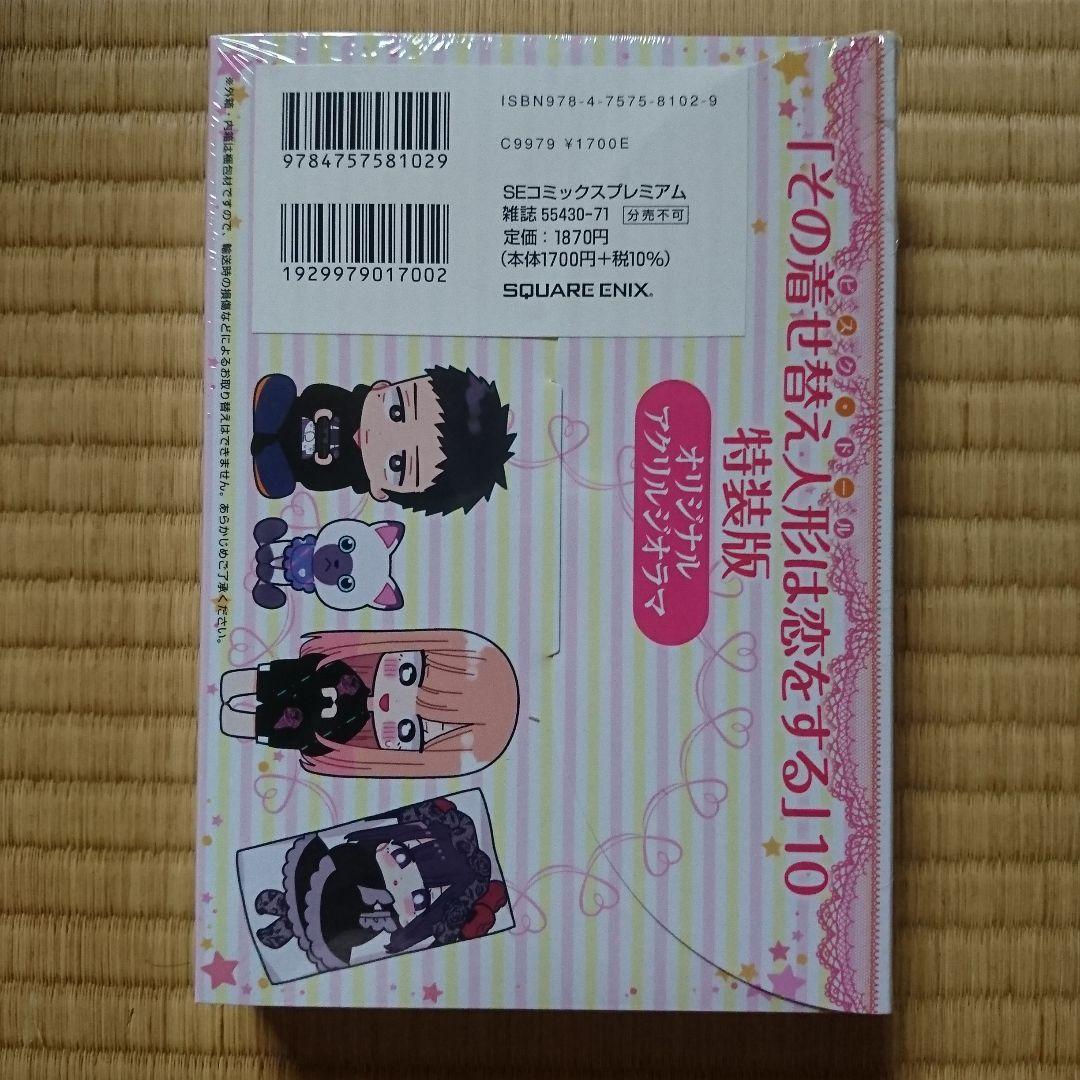 「その着せ替え人形は恋をする」10
ビスクドール
特装版
オリジナル
アクリルジオラマ
ISBN978-4-7575-8102-9
C9979 ¥1700E
SEコミックスプレミアム
雑誌 55430-71 分売不可
定価：1870円
(本体1700円＋税10%)
SQUARE ENIX.
9784757581029
1929979017002
※外箱・内箱は梱包材ですので、輸送時の損傷などによるお取り替えはできません。あらかじめご了承ください。